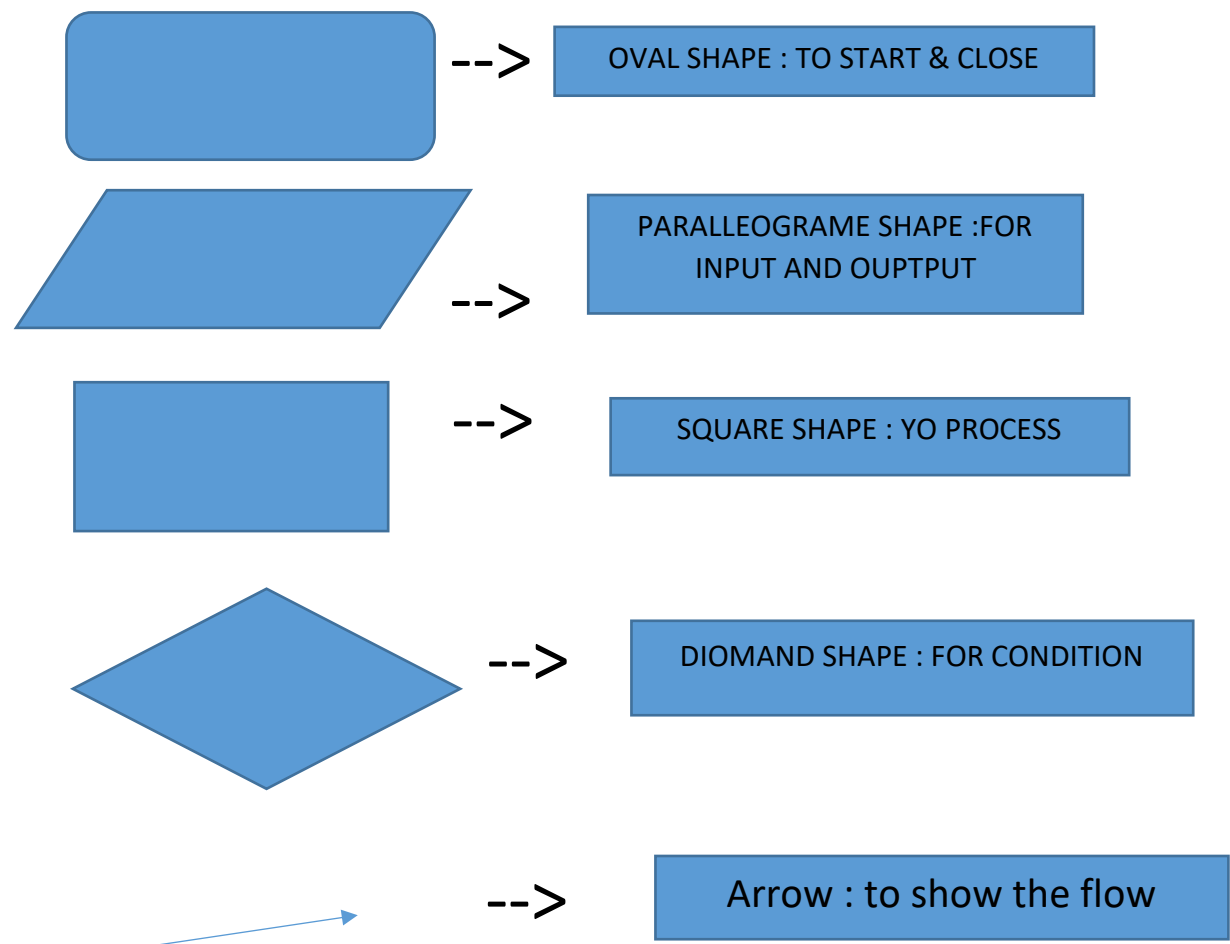 --> OVAL SHAPE : TO START & CLOSE
PARALLEOGRAME SHAPE :FOR
INPUT AND OUPTPUT
-->
--> SQUARE SHAPE : YO PROCESS
--> DIOMAND SHAPE : FOR CONDITION
--> Arrow : to show the flow